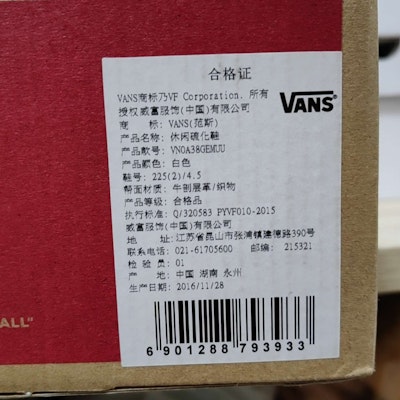 合格证
VANS商标乃VF Corporation.所有
授权威富服饰(中国)有限公司
VANS
商 标: VANS(范斯)
产品名称: 休闲硫化鞋
产品款号: VN0A38GEMUU
产品颜色: 白色
鞋号: 225(2)/4.5
帮面材质: 牛剖层革/织物
产品等级: 合格品
执行标准: Q/320583 PYVF010-2015
威富服饰(中国)有限公司
地 址: 江苏省昆山市张浦镇建德路390号
联系电话: 021-61705600 邮编: 215321
检 验 员: 01
产 地: 中国 湖南 永州
生产日期: 2016/11/28
6 901288 793933
ALL"